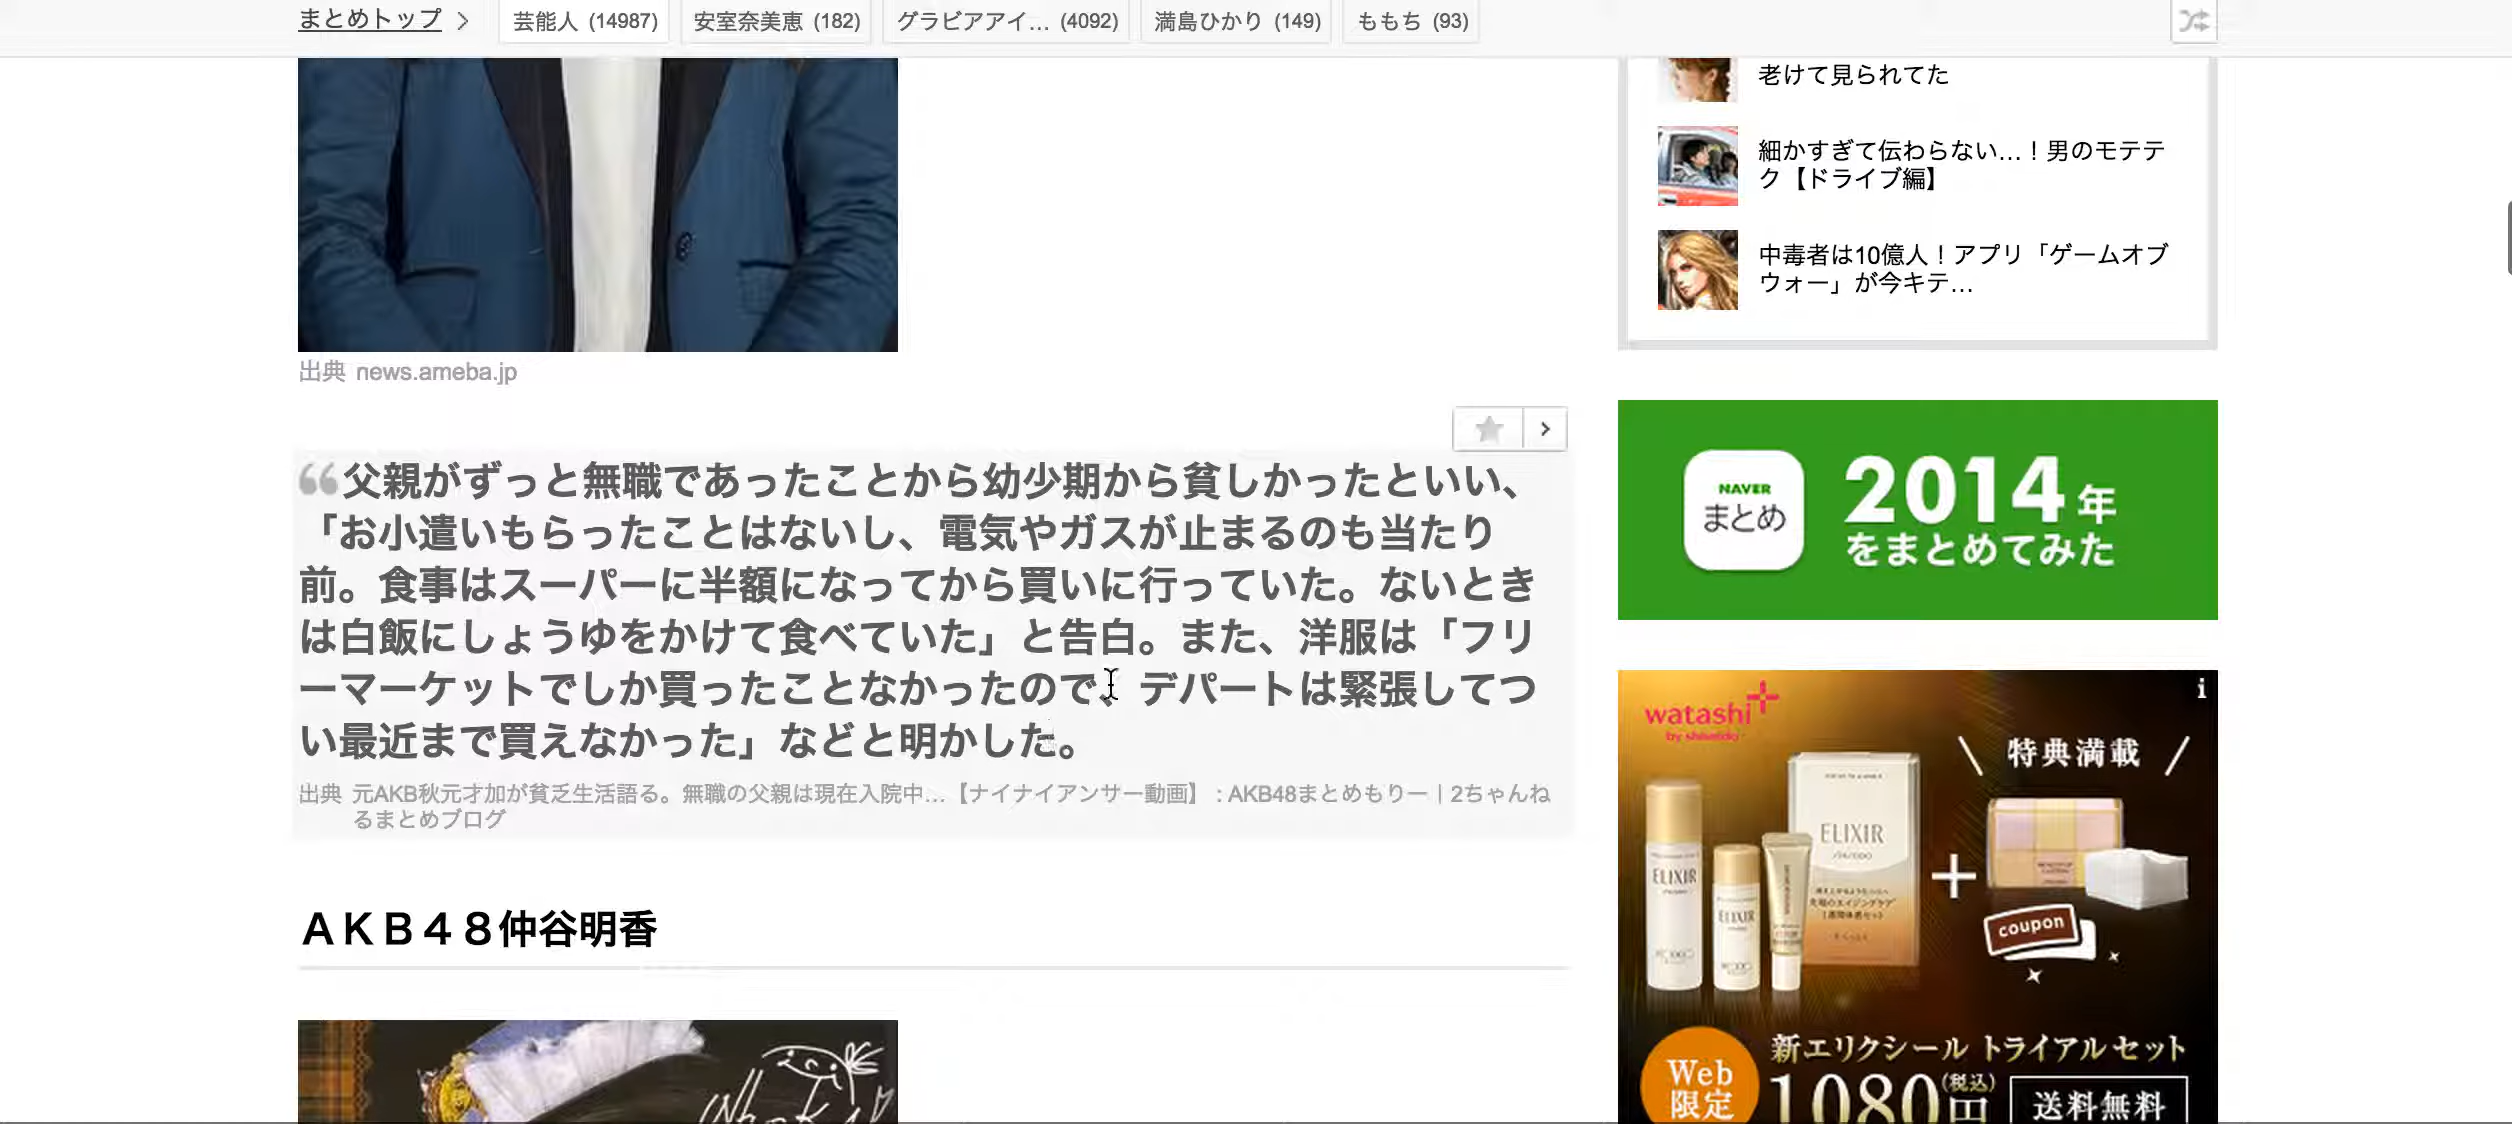 まとめトップ
芸能人 (14987)
安室奈美恵 (182)
グラビアアイ… (4092)
満島ひかり (149)
ももち (93)
出典 news.ameba.jp
父親がずっと無職であったことから幼少期から貧しかったといい、
「お小遣いもらったことはないし、電気やガスが止まるのも当たり
前。食事はスーパーに半額になってから買いに行っていた。ないとき
は白飯にしょうゆをかけて食べていた」と告白。また、洋服は「フリ
ーマーケットでしか買ったことなかったので、デパートは緊張してつ
い最近まで買えなかった」などと明かした。
出典 元AKB秋元才加が貧乏生活語る。無職の父親は現在入院中…【ナイナイアンサー動画】 : AKB48まとめもりー｜2ちゃんね
るまとめブログ
ＡＫＢ４８仲谷明香
老けて見られてた
細かすぎて伝わらない…！男のモテテ
ク【ドライブ編】
中毒者は10億人！アプリ「ゲームオブ
ウォー」が今キテ…
NAVER
まとめ
2014年
をまとめてみた
watashi+
by shiseido
特典満載
ELIXIR
ELIXIR
ELIXIR
coupon
Web
限定
新エリクシール トライアルセット
1080円(税込)
送料無料